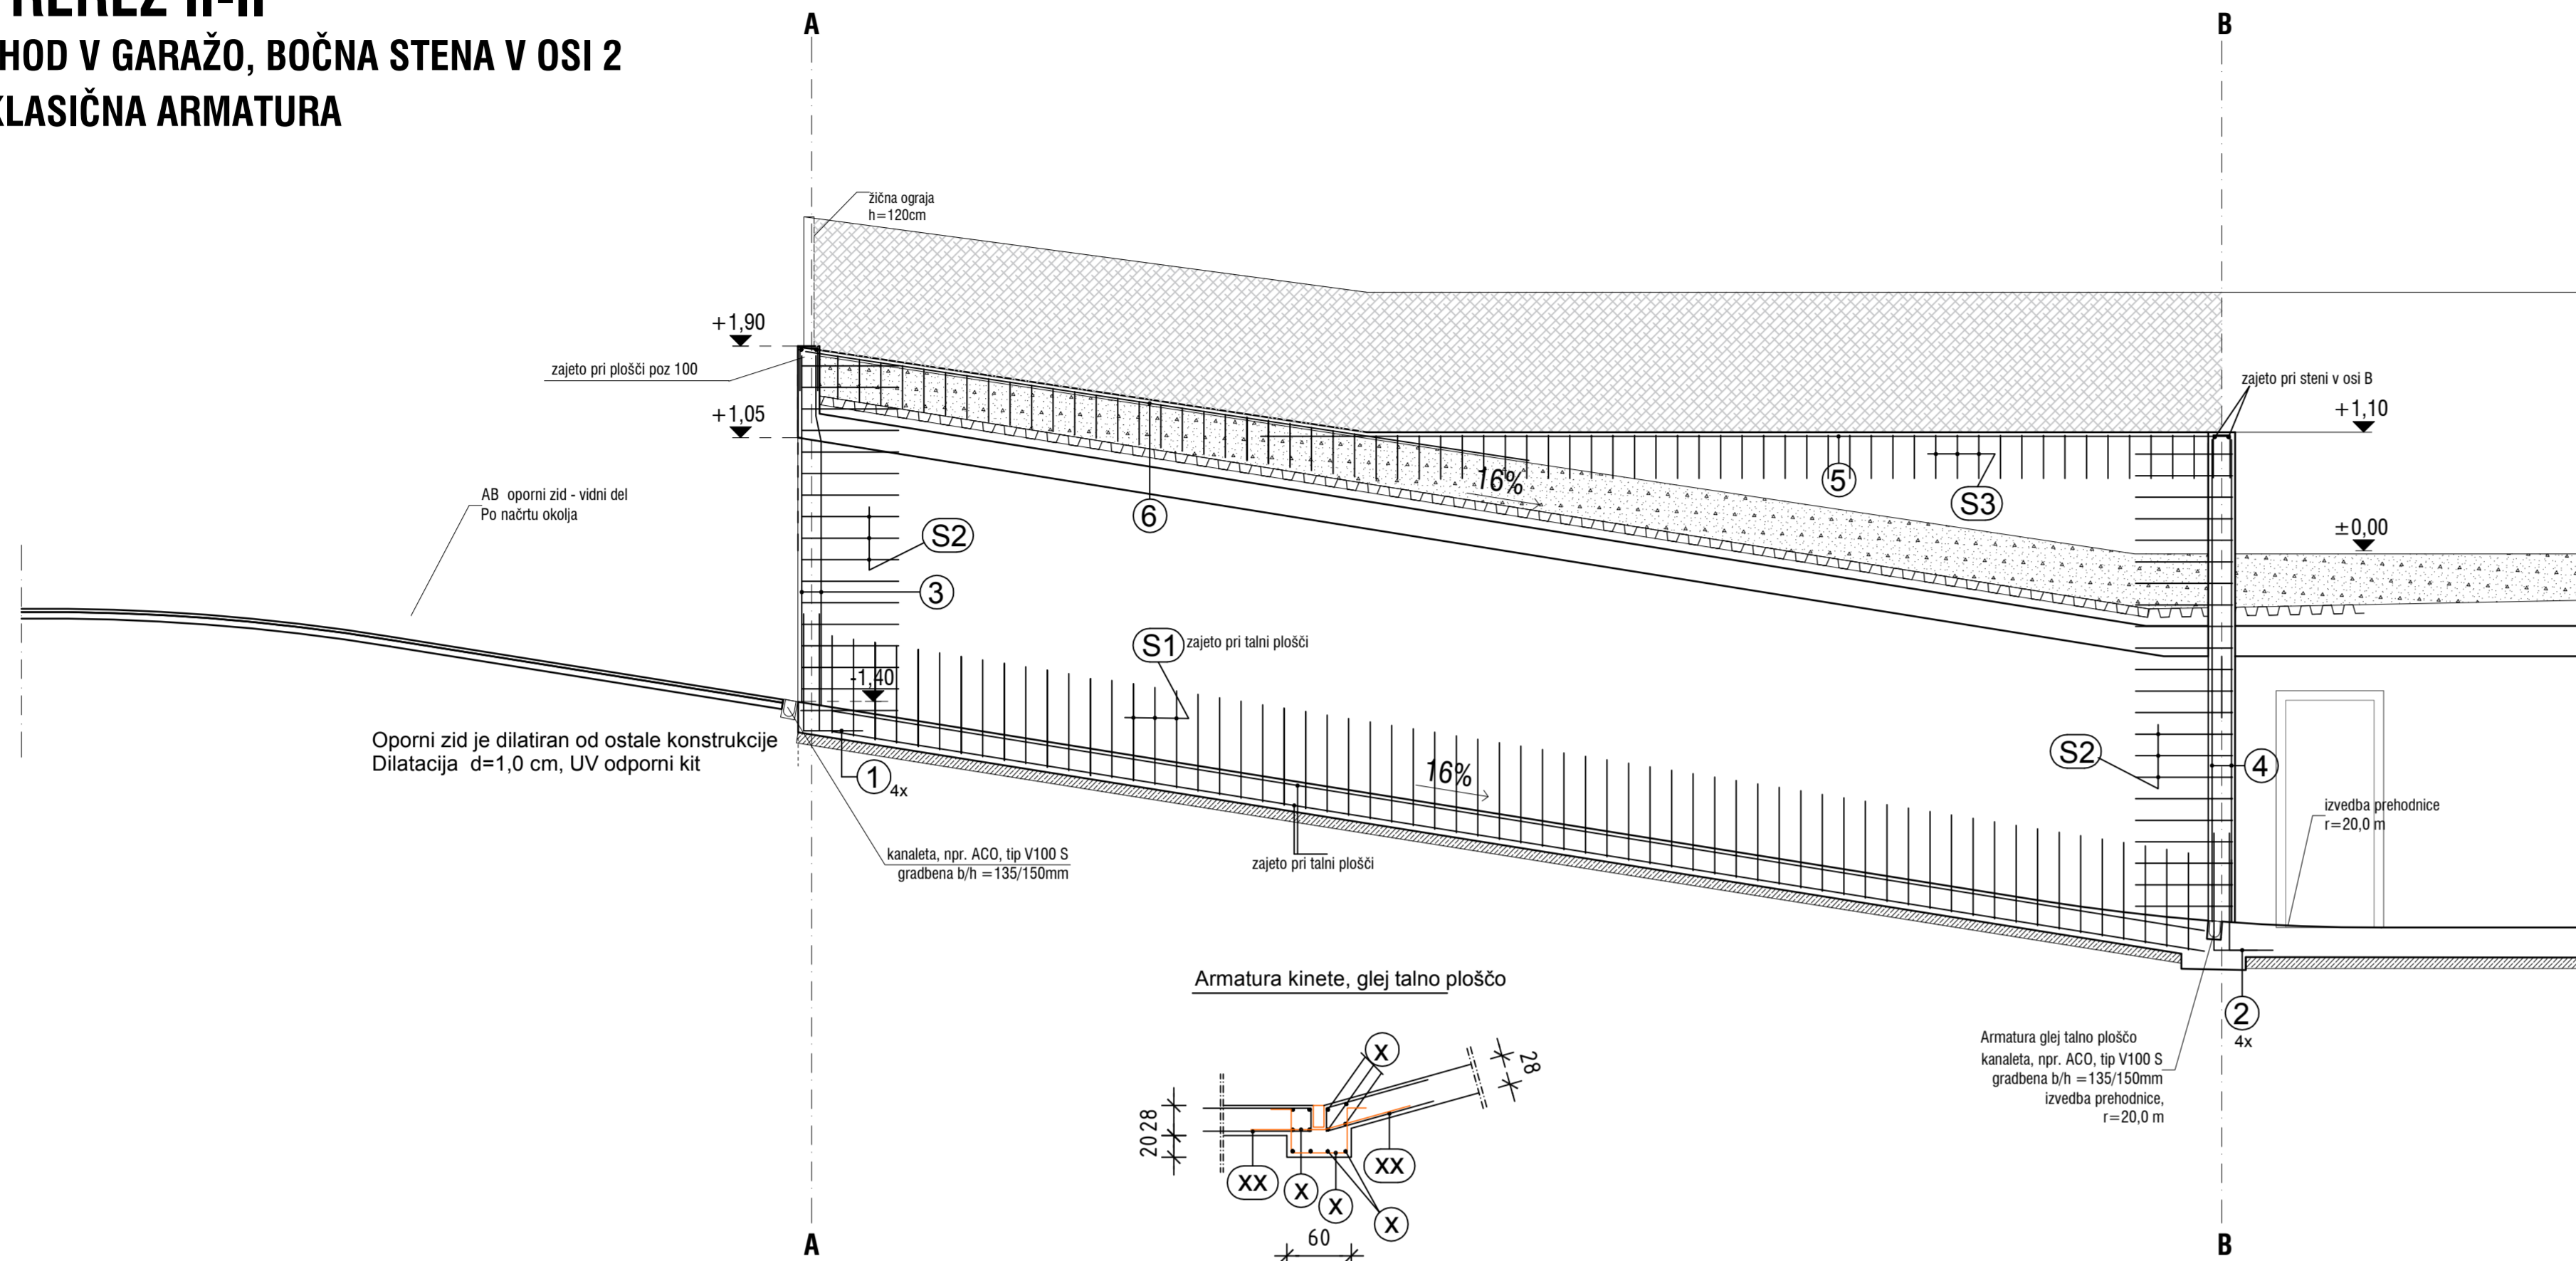 PREREZ II-II
HOD V GARAŽO, BOČNA STENA V OSI 2
KLASIČNA ARMATURA
A
B
žična ograja
h=120cm
+1,90
zajeto pri plošči poz 100
+1,05
zajeto pri steni v osi B
+1,10
16%
5
S3
6
±0,00
AB oporni zid - vidni del
Po načrtu okolja
S2
3
S1 zajeto pri talni plošči
-1,40
Oporni zid je dilatiran od ostale konstrukcije
Dilatacija d=1,0 cm, UV odporni kit
1 4x
16%
S2
4
izvedba prehodnice
r=20,0 m
kanaleta, npr. ACO, tip V100 S
gradbena b/h =135/150mm
zajeto pri talni plošči
Armatura kinete, glej talno ploščo
2
4x
Armatura glej talno ploščo
kanaleta, npr. ACO, tip V100 S
gradbena b/h =135/150mm
izvedba prehodnice,
r=20,0 m
X
28
20 28
XX
X
X
XX
X
60
A
B